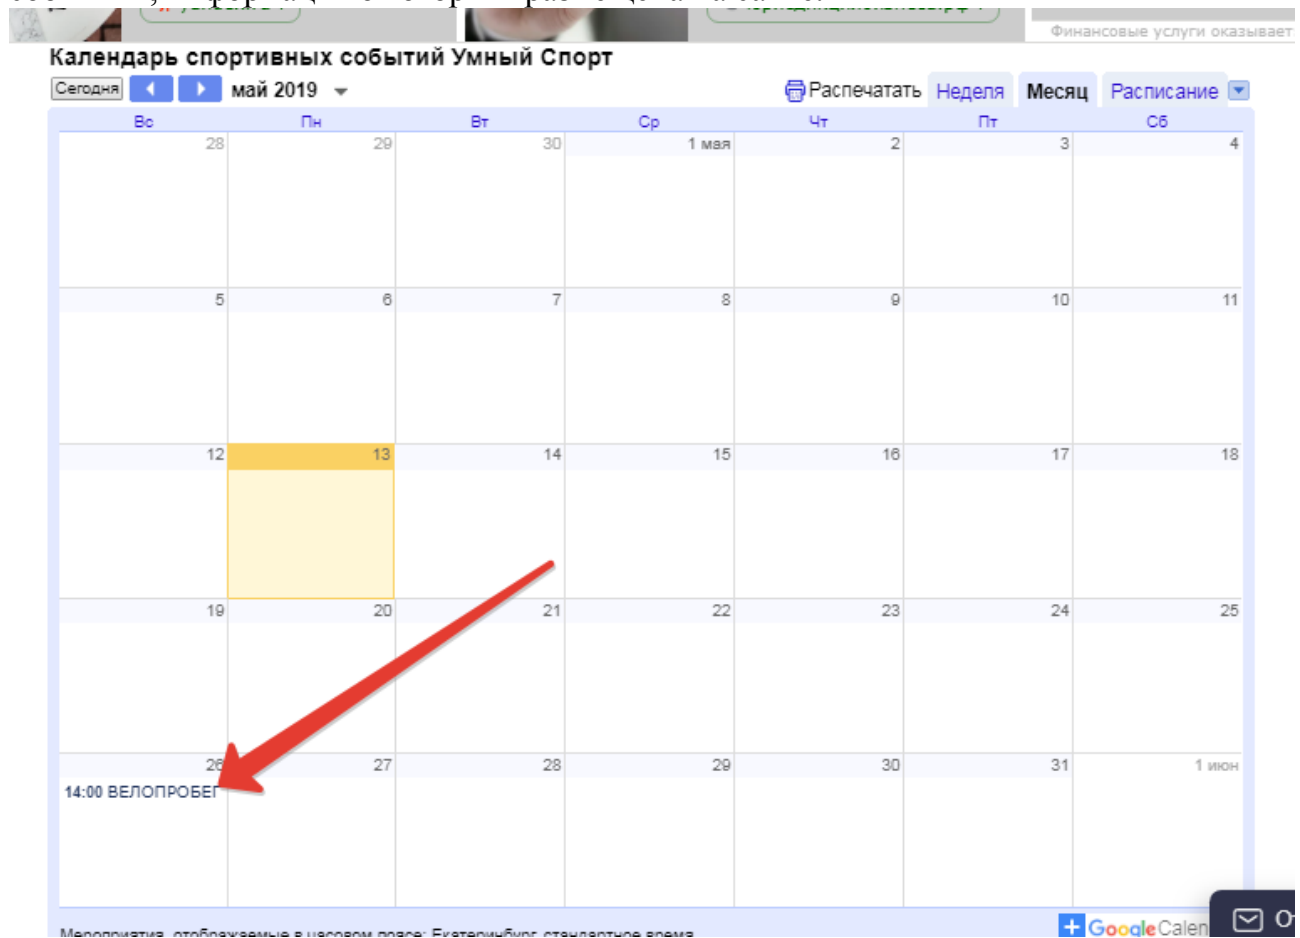 Финансовые услуги оказывает
Календарь спортивных событий Умный Спорт
Сегодня май 2019 Распечатать Неделя Месяц Расписание
Вс Пн Вт Ср Чт Пт Сб
28 29 30 1 мая 2 3 4
5 6 7 8 9 10 11
12 13 14 15 16 17 18
19 20 21 22 23 24 25
26 27 28 29 30 31 1 июн
14:00 ВЕЛОПРОБЕГ
Мероприятия, отображаемые в часовом поясе: Екатеринбург, стандартное время
Google Calen